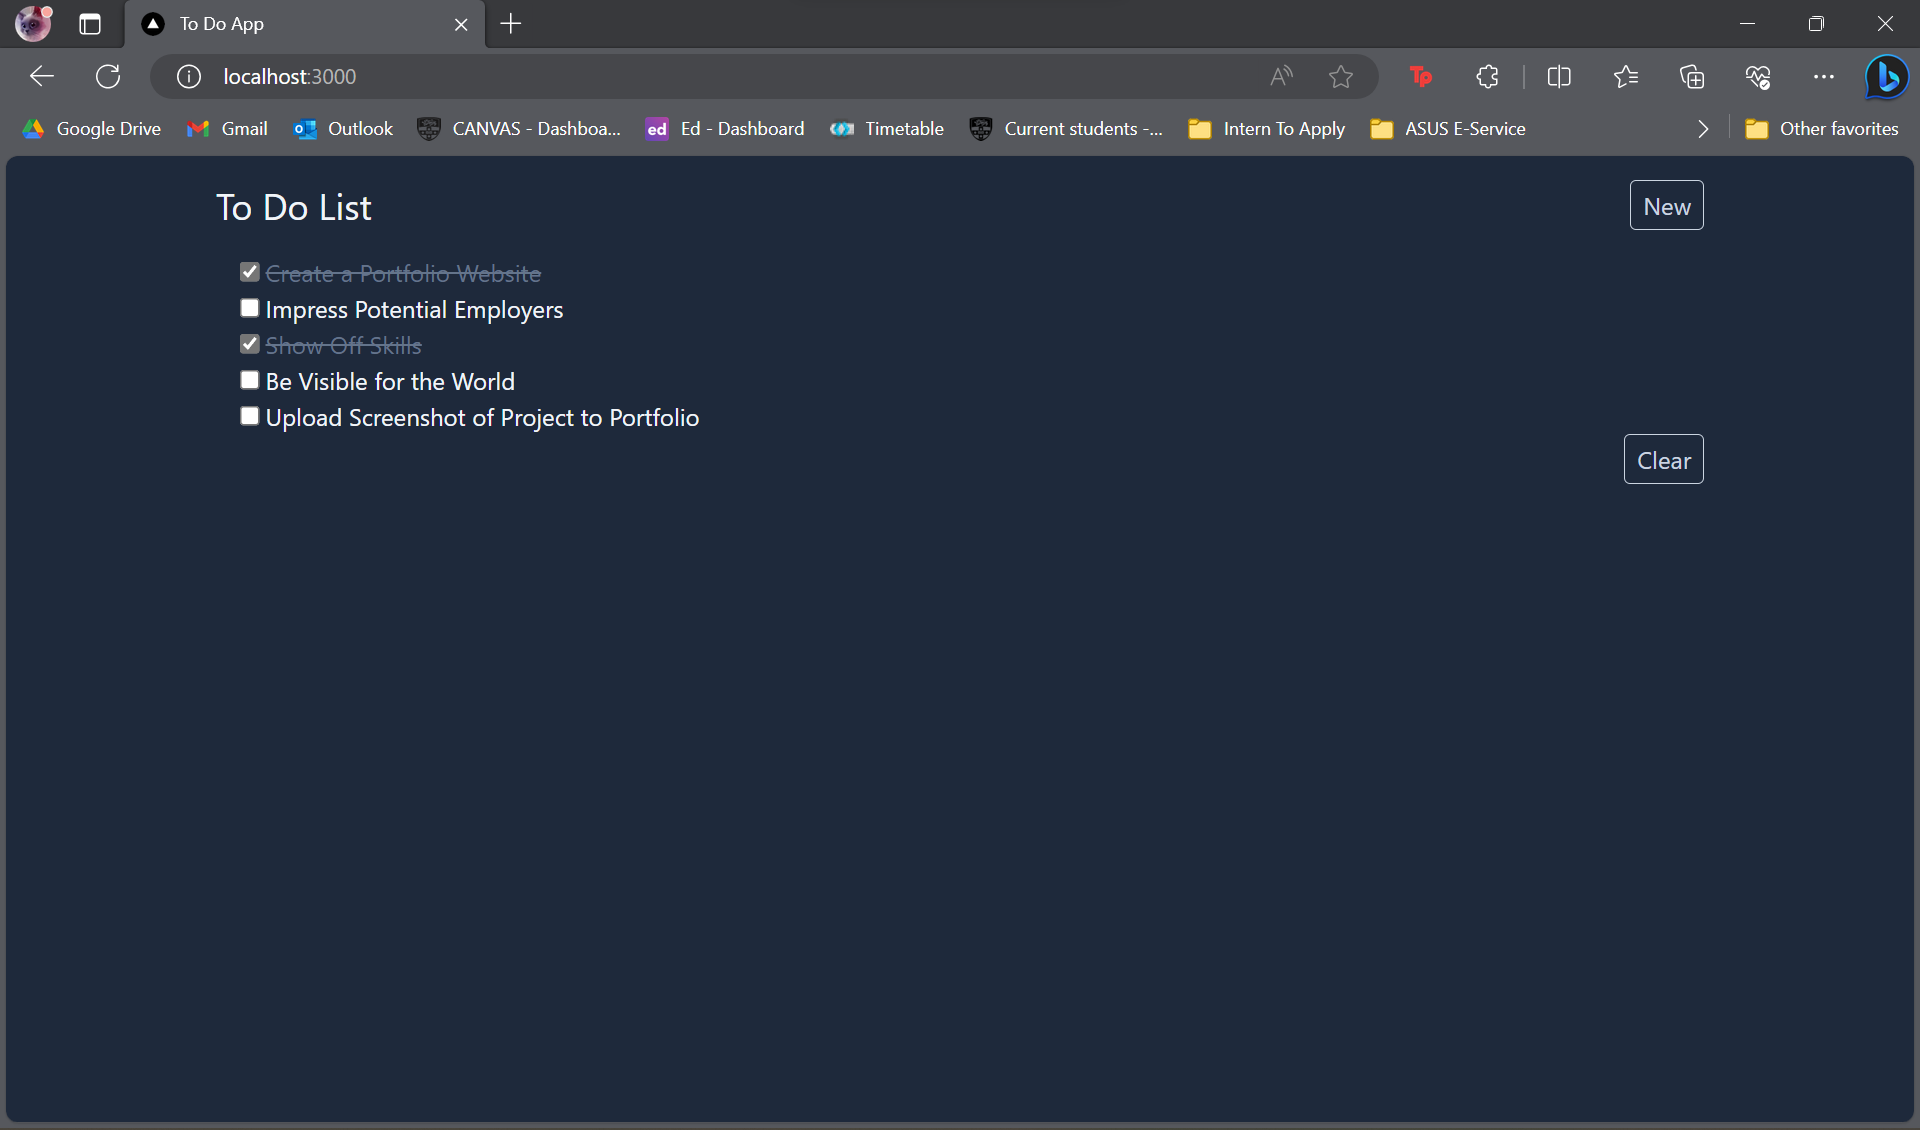 To Do App
localhost:3000
Google Drive Gmail Outlook CANVAS - Dashboa... ed Ed - Dashboard Timetable Current students -... Intern To Apply ASUS E-Service Other favorites
To Do List New
Create a Portfolio Website
Impress Potential Employers
Show Off Skills
Be Visible for the World
Upload Screenshot of Project to Portfolio
Clear